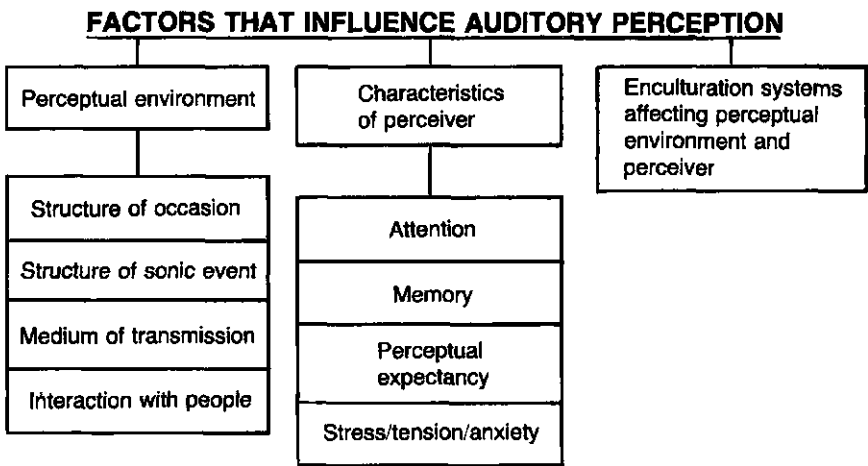 FACTORS THAT INFLUENCE AUDITORY PERCEPTION
Perceptual environment
Structure of occasion
Structure of sonic event
Medium of transmission
Interaction with people
Characteristics
of perceiver
Attention
Memory
Perceptual
expectancy
Stress/tension/anxiety
Enculturation systems
affecting perceptual
environment and
perceiver